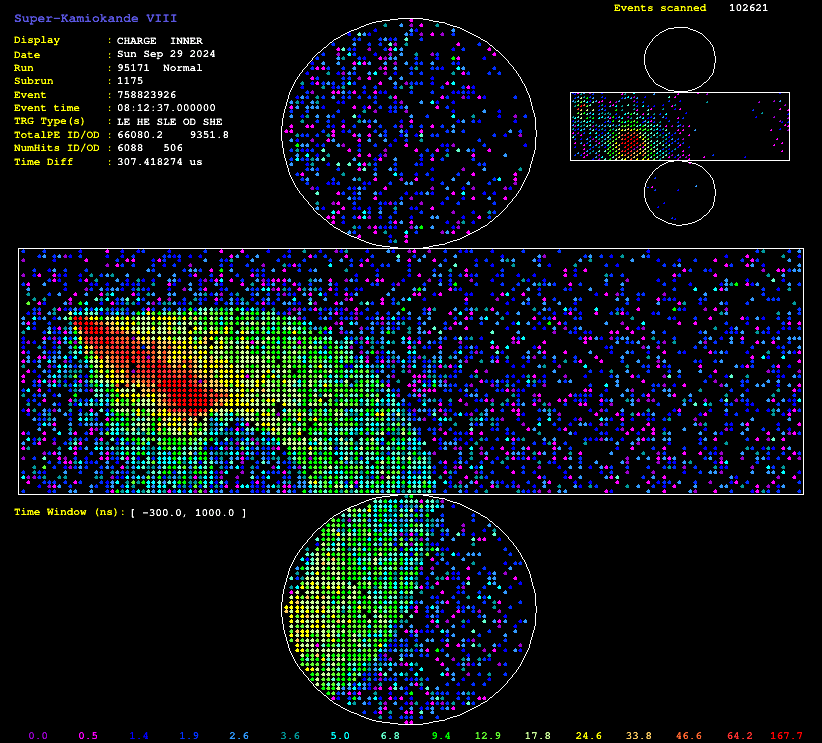 Super-Kamiokande VIII
Events scanned 102621
Display : CHARGE INNER
Date : Sun Sep 29 2024
Run : 95171 Normal
Subrun : 1175
Event : 758823926
Event time : 08:12:37.000000
TRG Type(s) : LE HE SLE OD SHE
TotalPE ID/OD : 66080.2 9351.8
NumHits ID/OD : 6088 506
Time Diff : 307.418274 us
Time Window (ns): [ -300.0, 1000.0 ]
0.0 0.5 1.4 1.9 2.6 3.6 5.0 6.8 9.4 12.9 17.8 24.6 33.8 46.6 64.2 167.7